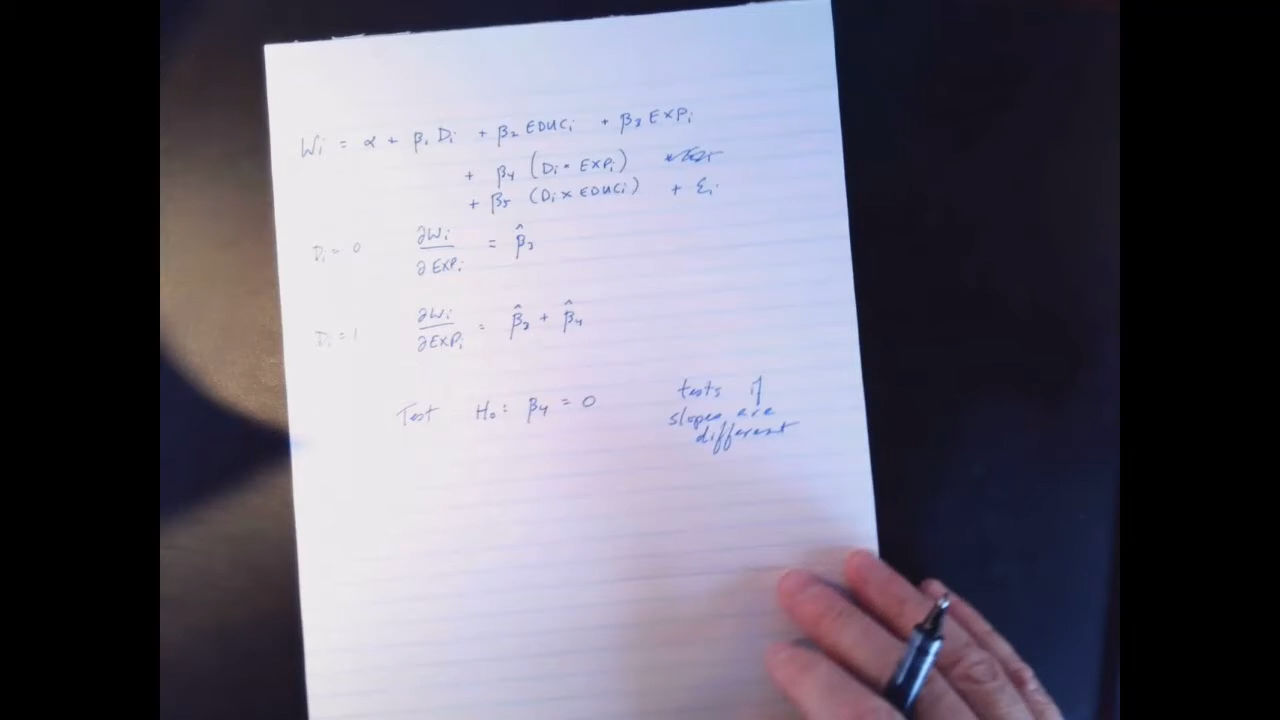 Wi = α + β1 Di + β2 EDUCi + β3 EXPi
+ β4 (Di × EXPi)
+ β5 (Di × EDUCi) + εi
Di = 0 ∂Wi / ∂EXPi = β̂3
Di = 1 ∂Wi / ∂EXPi = β̂3 + β̂4
Test H0: β4 = 0
tests if
slopes are
different